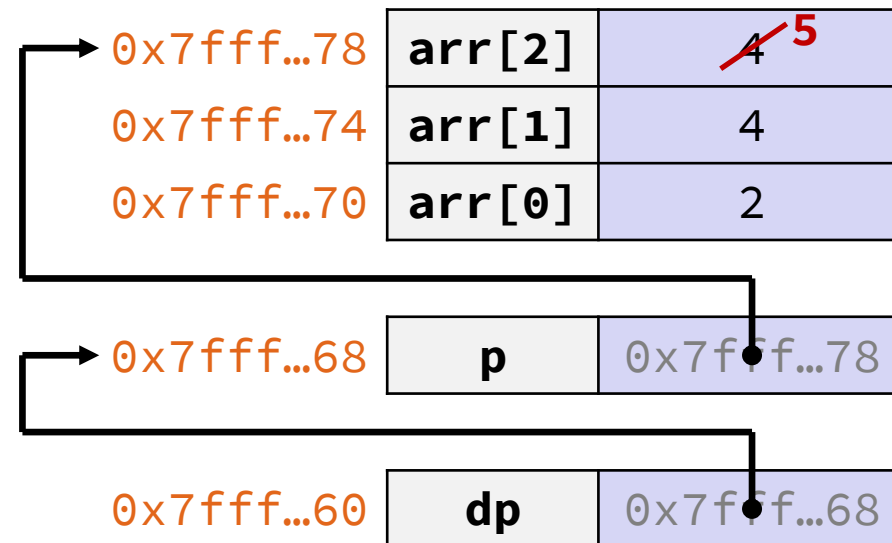 0x7fff…78 arr[2] 4 5
0x7fff…74 arr[1] 4
0x7fff…70 arr[0] 2
0x7fff…68 p 0x7fff…78
0x7fff…60 dp 0x7fff…68